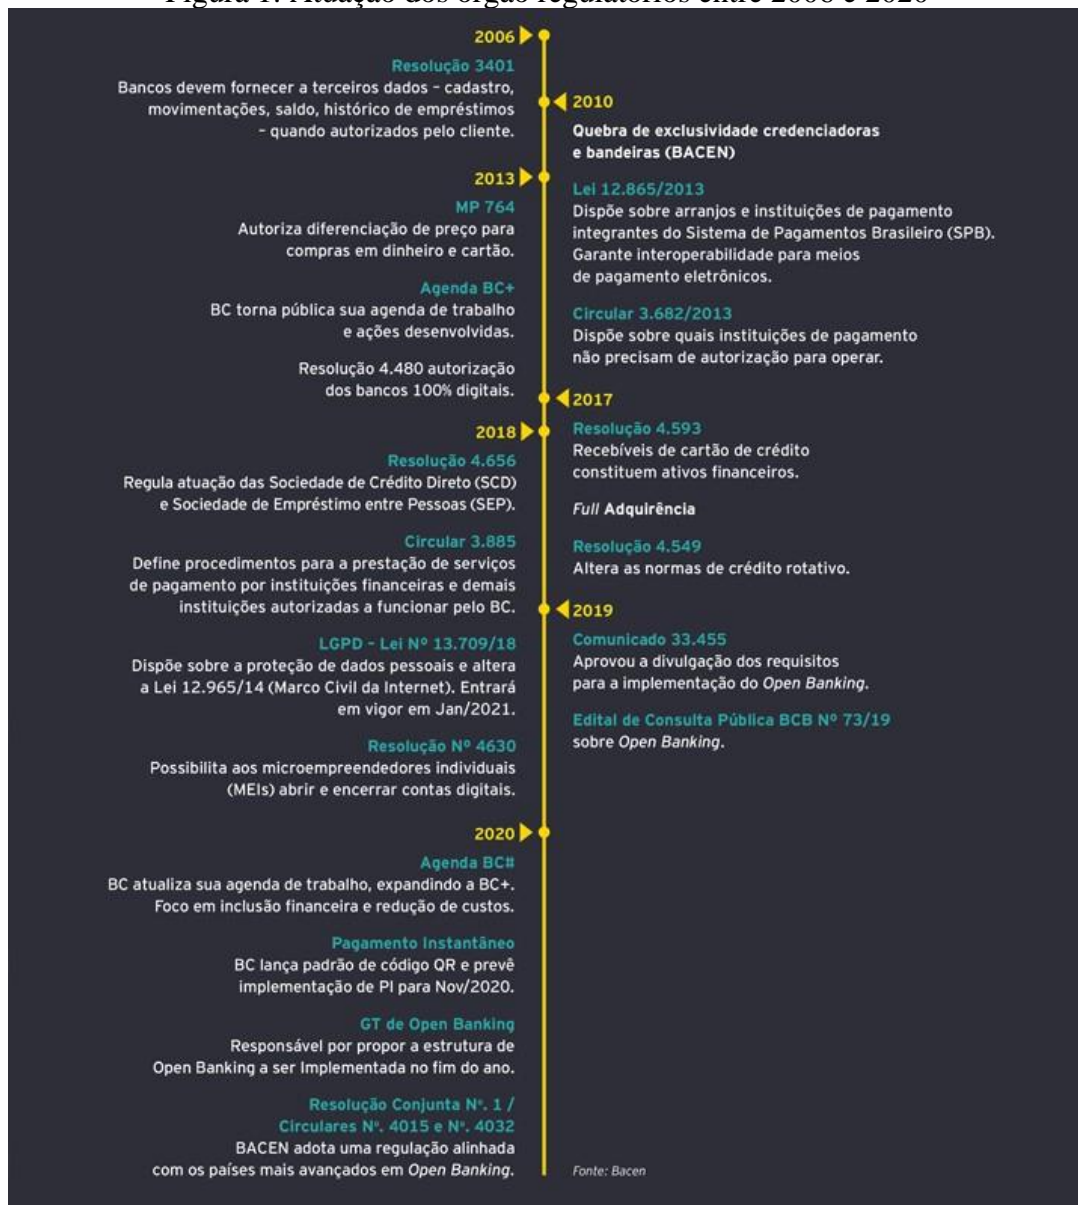 Figura 1: Atuação dos órgão regulatórios entre 2006 e 2020
2006
Resolução 3401
Bancos devem fornecer a terceiros dados – cadastro,
movimentações, saldo, histórico de empréstimos
– quando autorizados pelo cliente.
2010
Quebra de exclusividade credenciadoras
e bandeiras (BACEN)
2013
MP 764
Autoriza diferenciação de preço para
compras em dinheiro e cartão.
Agenda BC+
BC torna pública sua agenda de trabalho
e ações desenvolvidas.
Resolução 4.480 autorização
dos bancos 100% digitais.
Lei 12.865/2013
Dispõe sobre arranjos e instituições de pagamento
integrantes do Sistema de Pagamentos Brasileiro (SPB).
Garante interoperabilidade para meios
de pagamento eletrônicos.
Circular 3.682/2013
Dispõe sobre quais instituições de pagamento
não precisam de autorização para operar.
2017
Resolução 4.593
Recebíveis de cartão de crédito
constituem ativos financeiros.
Full Adquirência
Resolução 4.549
Altera as normas de crédito rotativo.
2018
Resolução 4.656
Regula atuação das Sociedade de Crédito Direto (SCD)
e Sociedade de Empréstimo entre Pessoas (SEP).
Circular 3.885
Define procedimentos para a prestação de serviços
de pagamento por instituições financeiras e demais
instituições autorizadas a funcionar pelo BC.
LGPD – Lei Nº 13.709/18
Dispõe sobre a proteção de dados pessoais e altera
a Lei 12.965/14 (Marco Civil da Internet). Entrará
em vigor em Jan/2021.
Resolução Nº 4630
Possibilita aos microempreendedores individuais
(MEIs) abrir e encerrar contas digitais.
2019
Comunicado 33.455
Aprovou a divulgação dos requisitos
para a implementação do Open Banking.
Edital de Consulta Pública BCB Nº 73/19
sobre Open Banking.
2020
Agenda BC#
BC atualiza sua agenda de trabalho, expandindo a BC+.
Foco em inclusão financeira e redução de custos.
Pagamento Instantâneo
BC lança padrão de código QR e prevê
implementação de PI para Nov/2020.
GT de Open Banking
Responsável por propor a estrutura de
Open Banking a ser Implementada no fim do ano.
Resolução Conjunta Nº. 1 /
Circulares Nº. 4015 e Nº. 4032
BACEN adota uma regulação alinhada
com os países mais avançados em Open Banking.
Fonte: Bacen